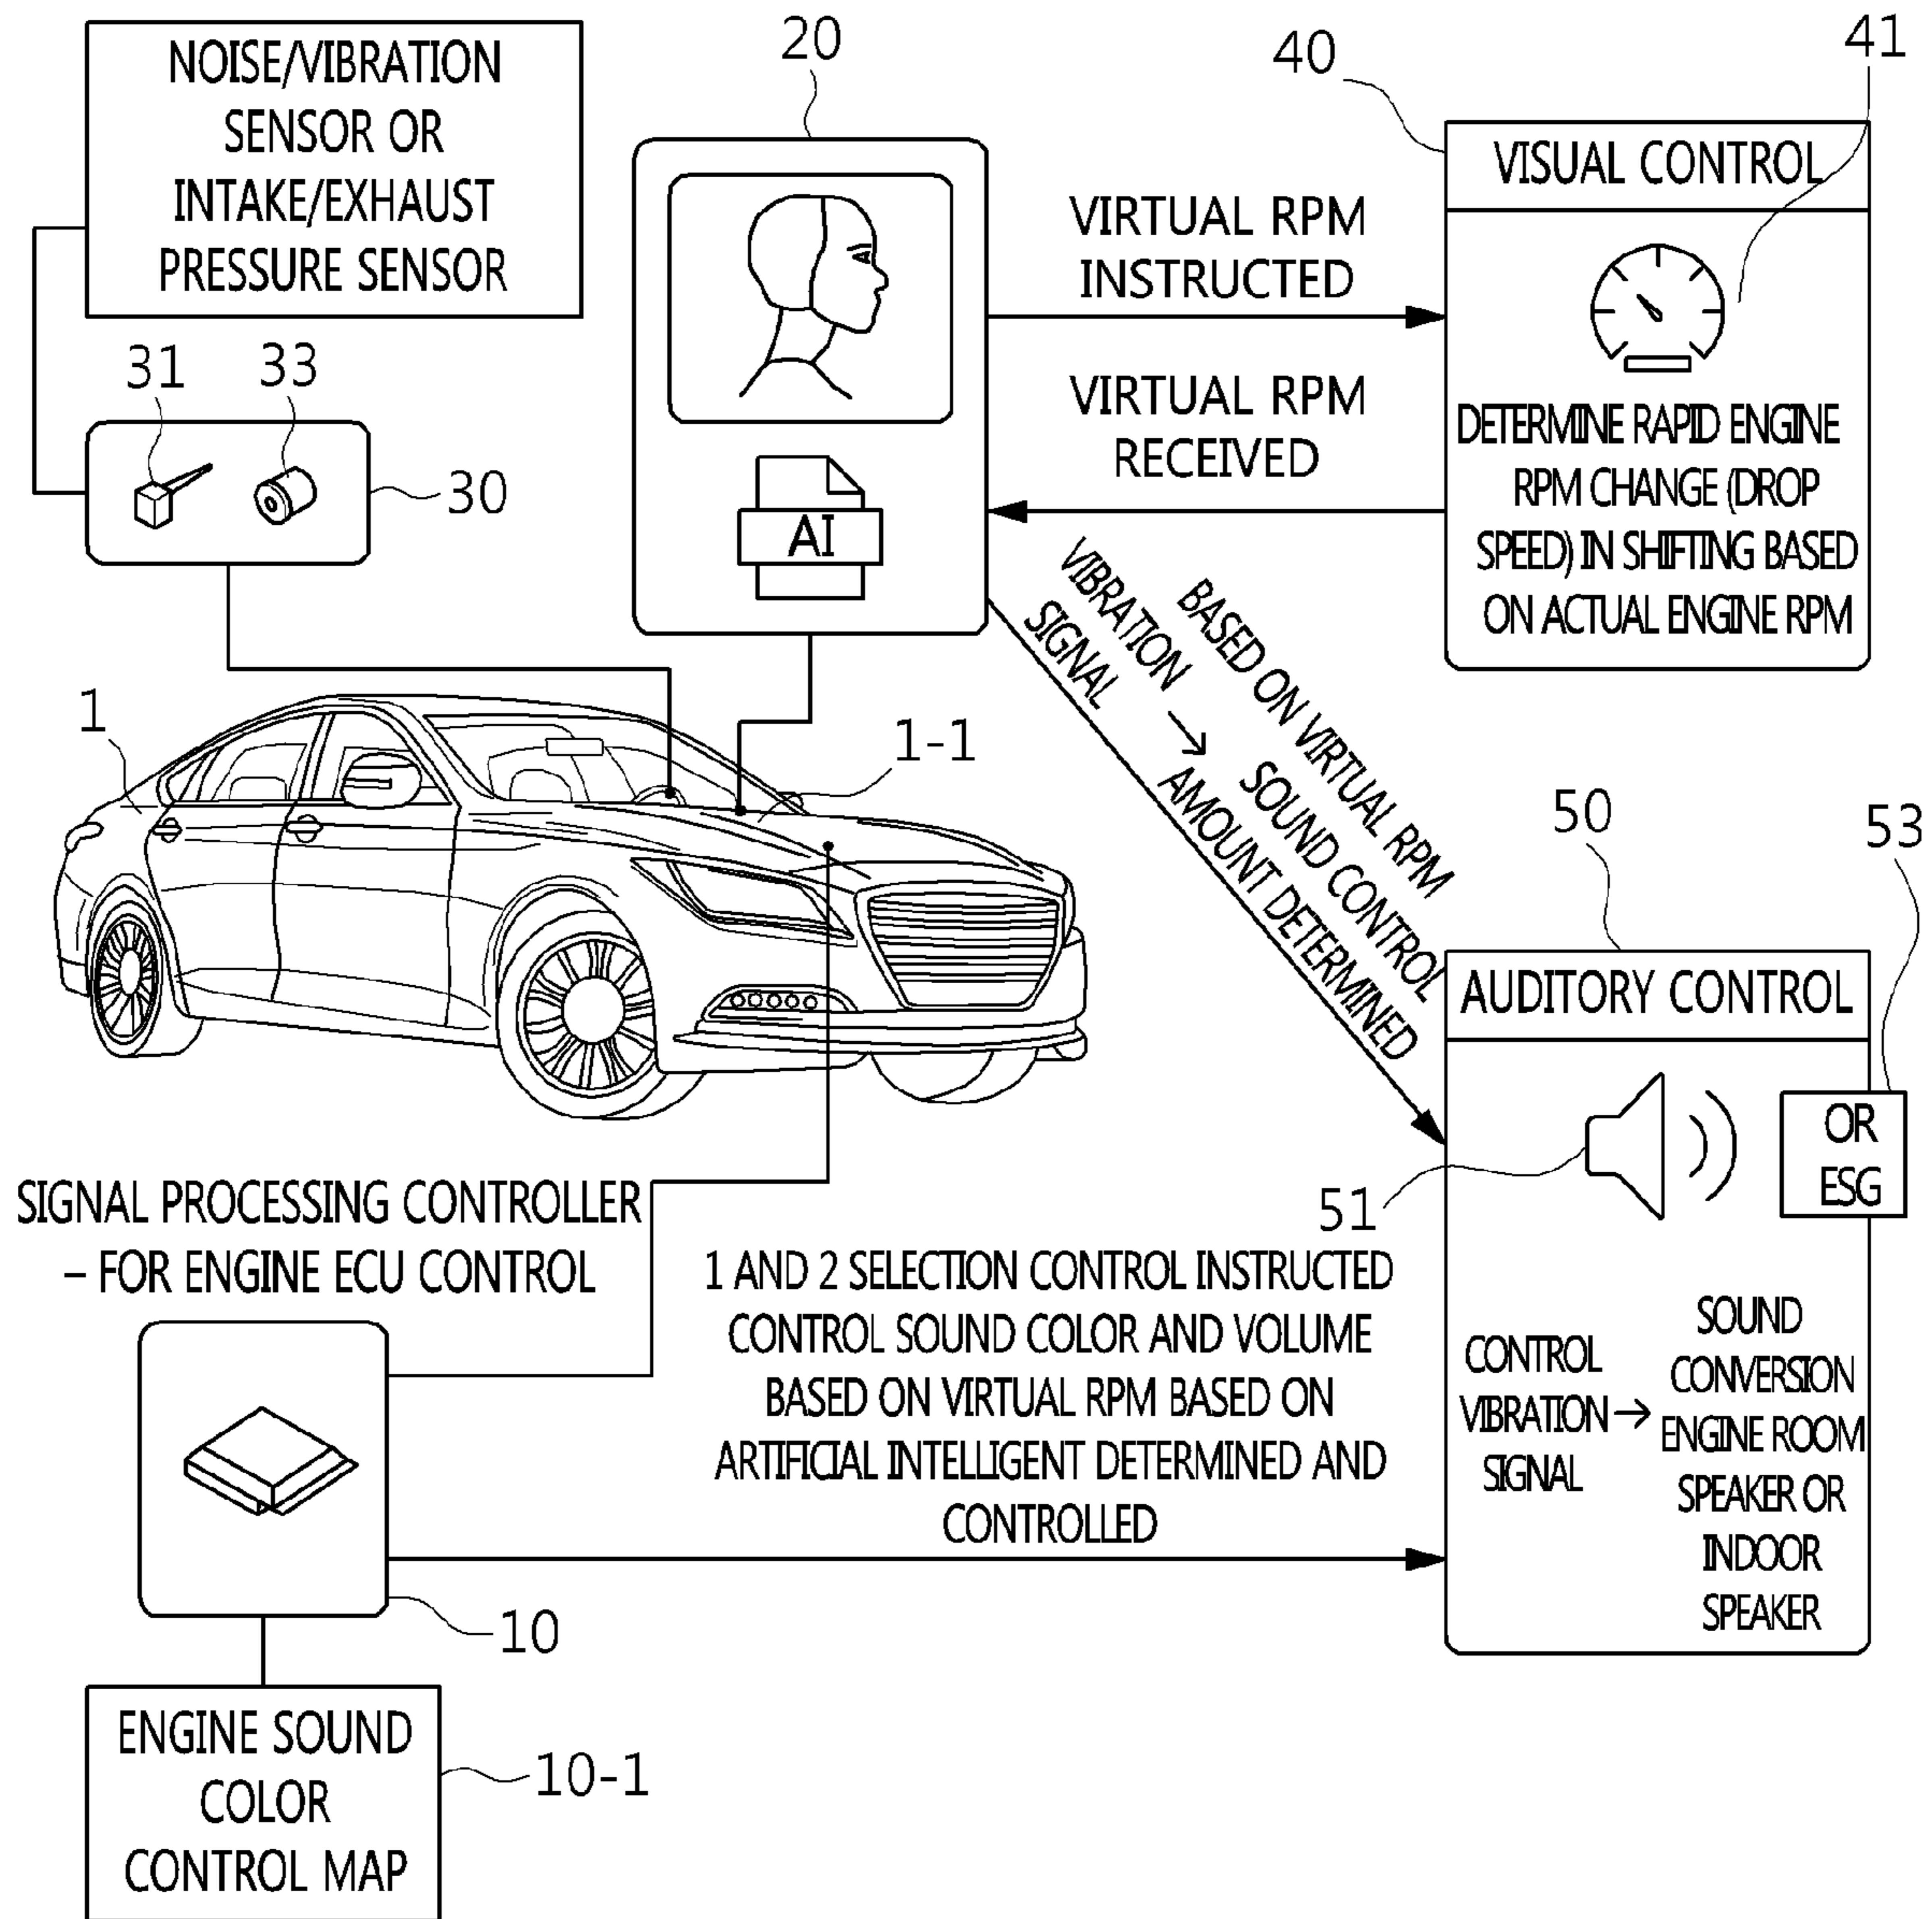 NOISE/VIBRATION
SENSOR OR
INTAKE/EXHAUST
PRESSURE SENSOR
20
40
41
31
33
30
AI
VIRTUAL RPM
INSTRUCTED
VIRTUAL RPM
RECEIVED
VISUAL CONTROL
DETERMINE RAPID ENGINE
RPM CHANGE (DROP
SPEED) IN SHIFTING BASED
ON ACTUAL ENGINE RPM
VIBRATION → SOUND CONTROL
SIGNAL AMOUNT DETERMINED
BASED ON VIRTUAL RPM
1
1-1
50
53
AUDITORY CONTROL
OR
ESG
51
CONTROL
VIBRATION →
SIGNAL
SOUND
CONVERSION
ENGINE ROOM
SPEAKER OR
INDOOR
SPEAKER
SIGNAL PROCESSING CONTROLLER
– FOR ENGINE ECU CONTROL
1 AND 2 SELECTION CONTROL INSTRUCTED
CONTROL SOUND COLOR AND VOLUME
BASED ON VIRTUAL RPM BASED ON
ARTIFICIAL INTELLIGENT DETERMINED AND
CONTROLLED
10
ENGINE SOUND
COLOR
CONTROL MAP
10-1